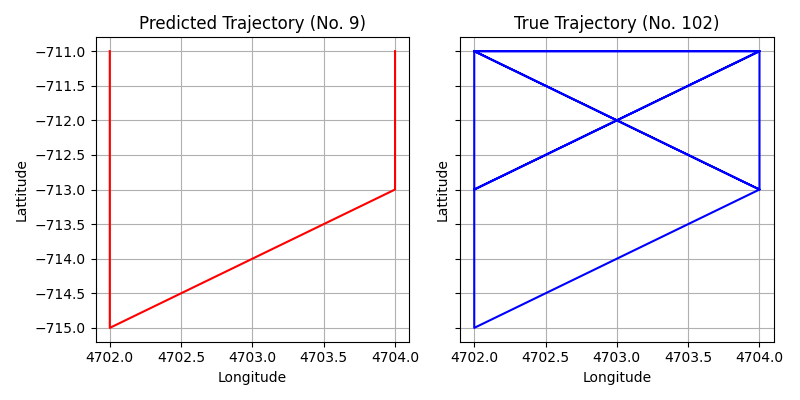 Predicted Trajectory (No. 9)
True Trajectory (No. 102)
Lattitude
−711.0
−711.5
−712.0
−712.5
−713.0
−713.5
−714.0
−714.5
−715.0
4702.0 4702.5 4703.0 4703.5 4704.0
Longitude
Lattitude
4702.0 4702.5 4703.0 4703.5 4704.0
Longitude